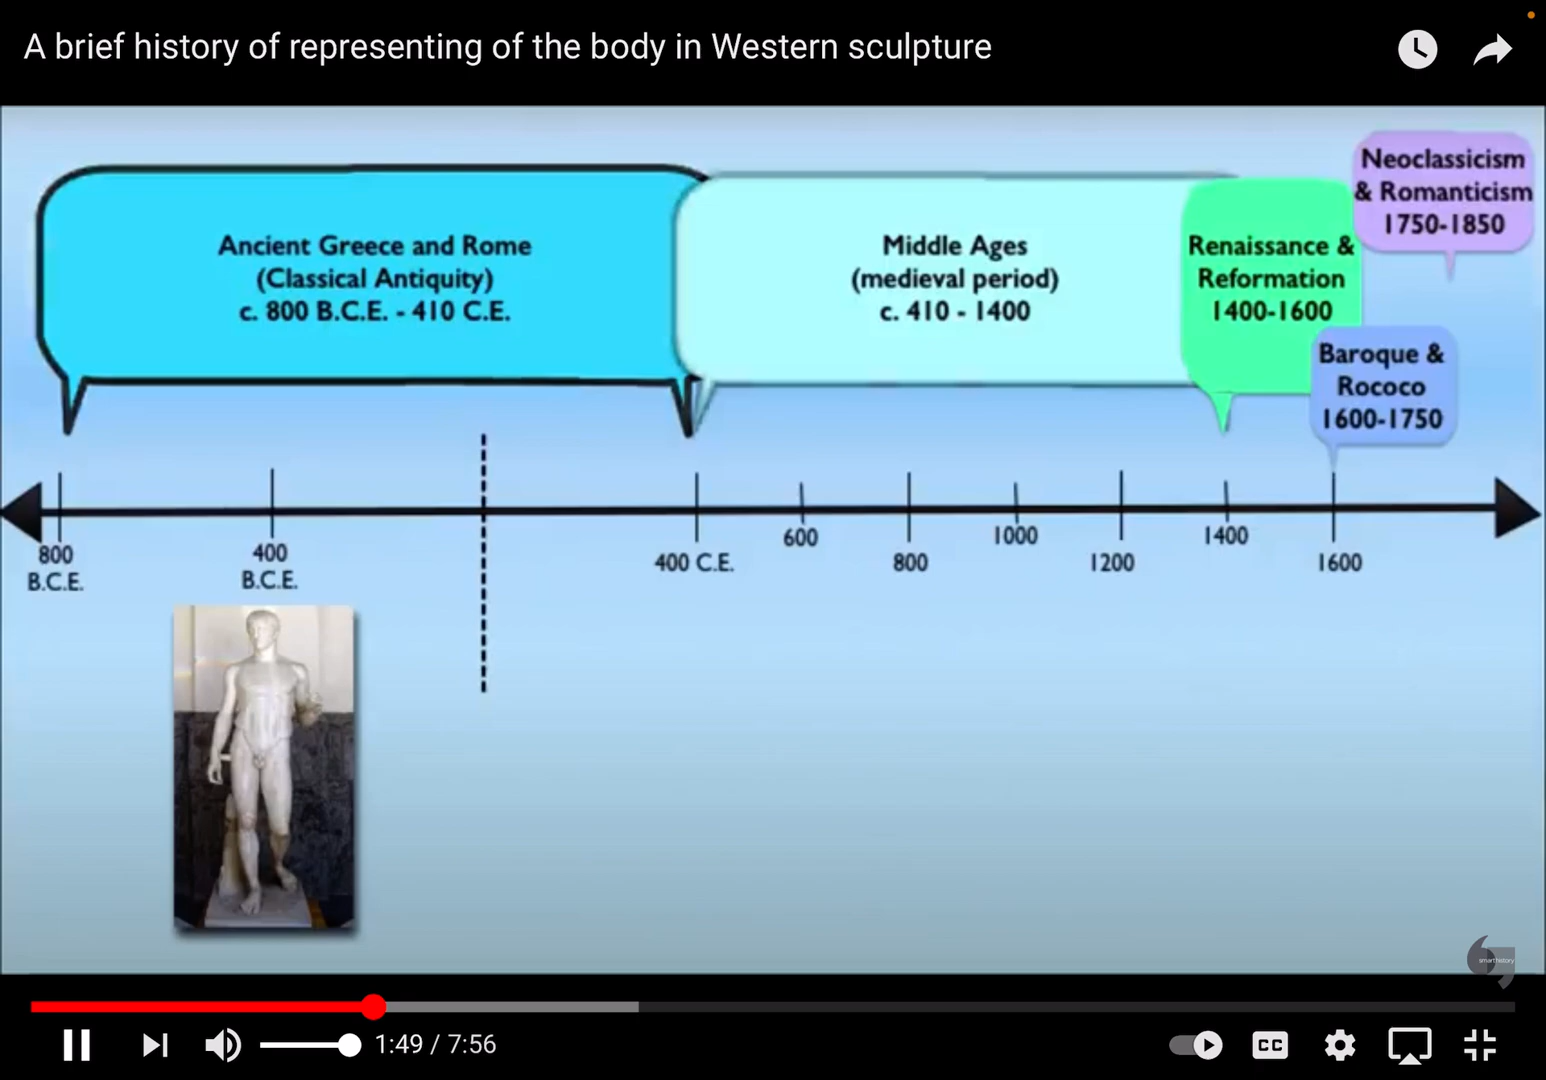 A brief history of representing of the body in Western sculpture
Ancient Greece and Rome
(Classical Antiquity)
c. 800 B.C.E. - 410 C.E.
Middle Ages
(medieval period)
c. 410 - 1400
Renaissance &
Reformation
1400-1600
Neoclassicism
& Romanticism
1750-1850
Baroque &
Rococo
1600-1750
800
B.C.E.
400
B.C.E.
400 C.E.
600
800
1000
1200
1400
1600
smarthistory
1:49 / 7:56
CC